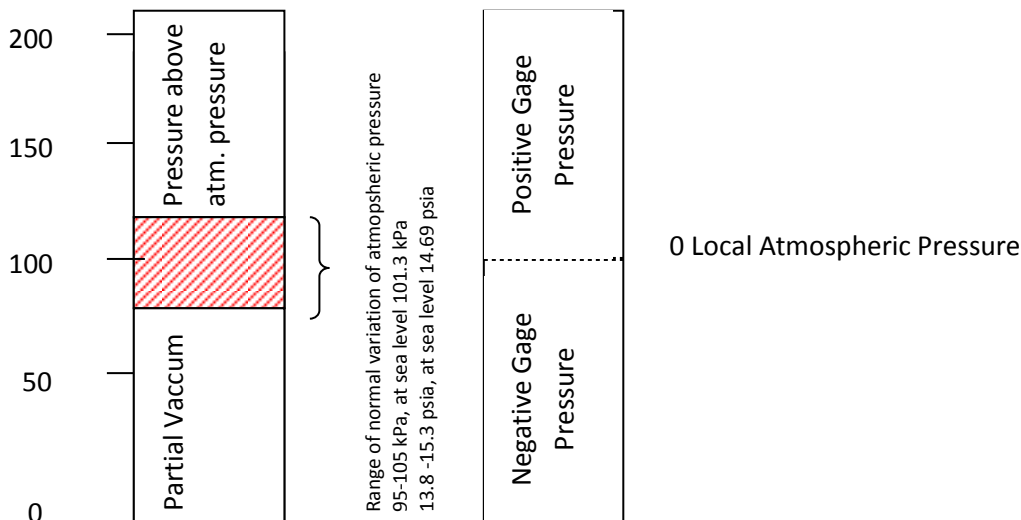 200
150
100
50
0
Pressure above
atm. pressure
Partial Vaccum
Range of normal variation of atmopsheric pressure
95-105 kPa, at sea level 101.3 kPa
13.8 -15.3 psia, at sea level 14.69 psia
Positive Gage
Pressure
Negative Gage
Pressure
0 Local Atmospheric Pressure